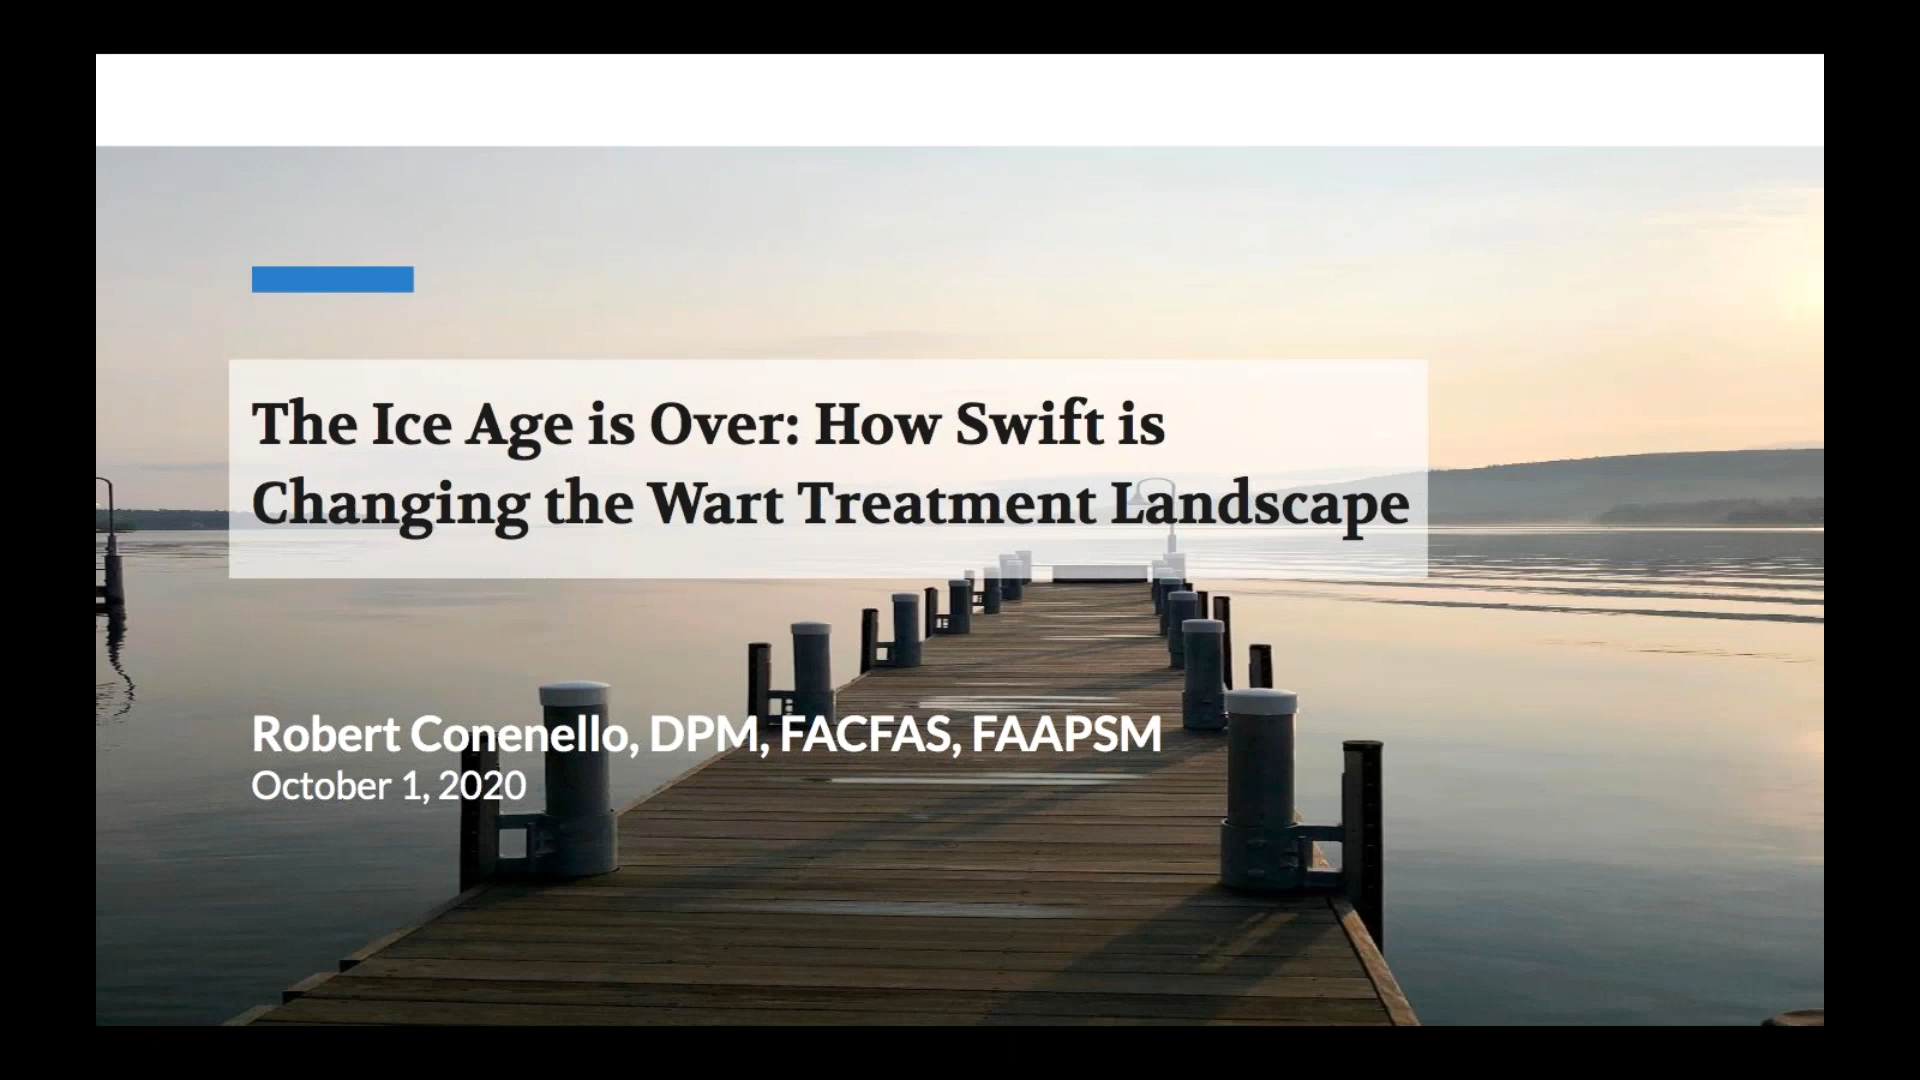 The Ice Age is Over: How Swift is
Changing the Wart Treatment Landscape
Robert Conenello, DPM, FACFAS, FAAPSM
October 1, 2020